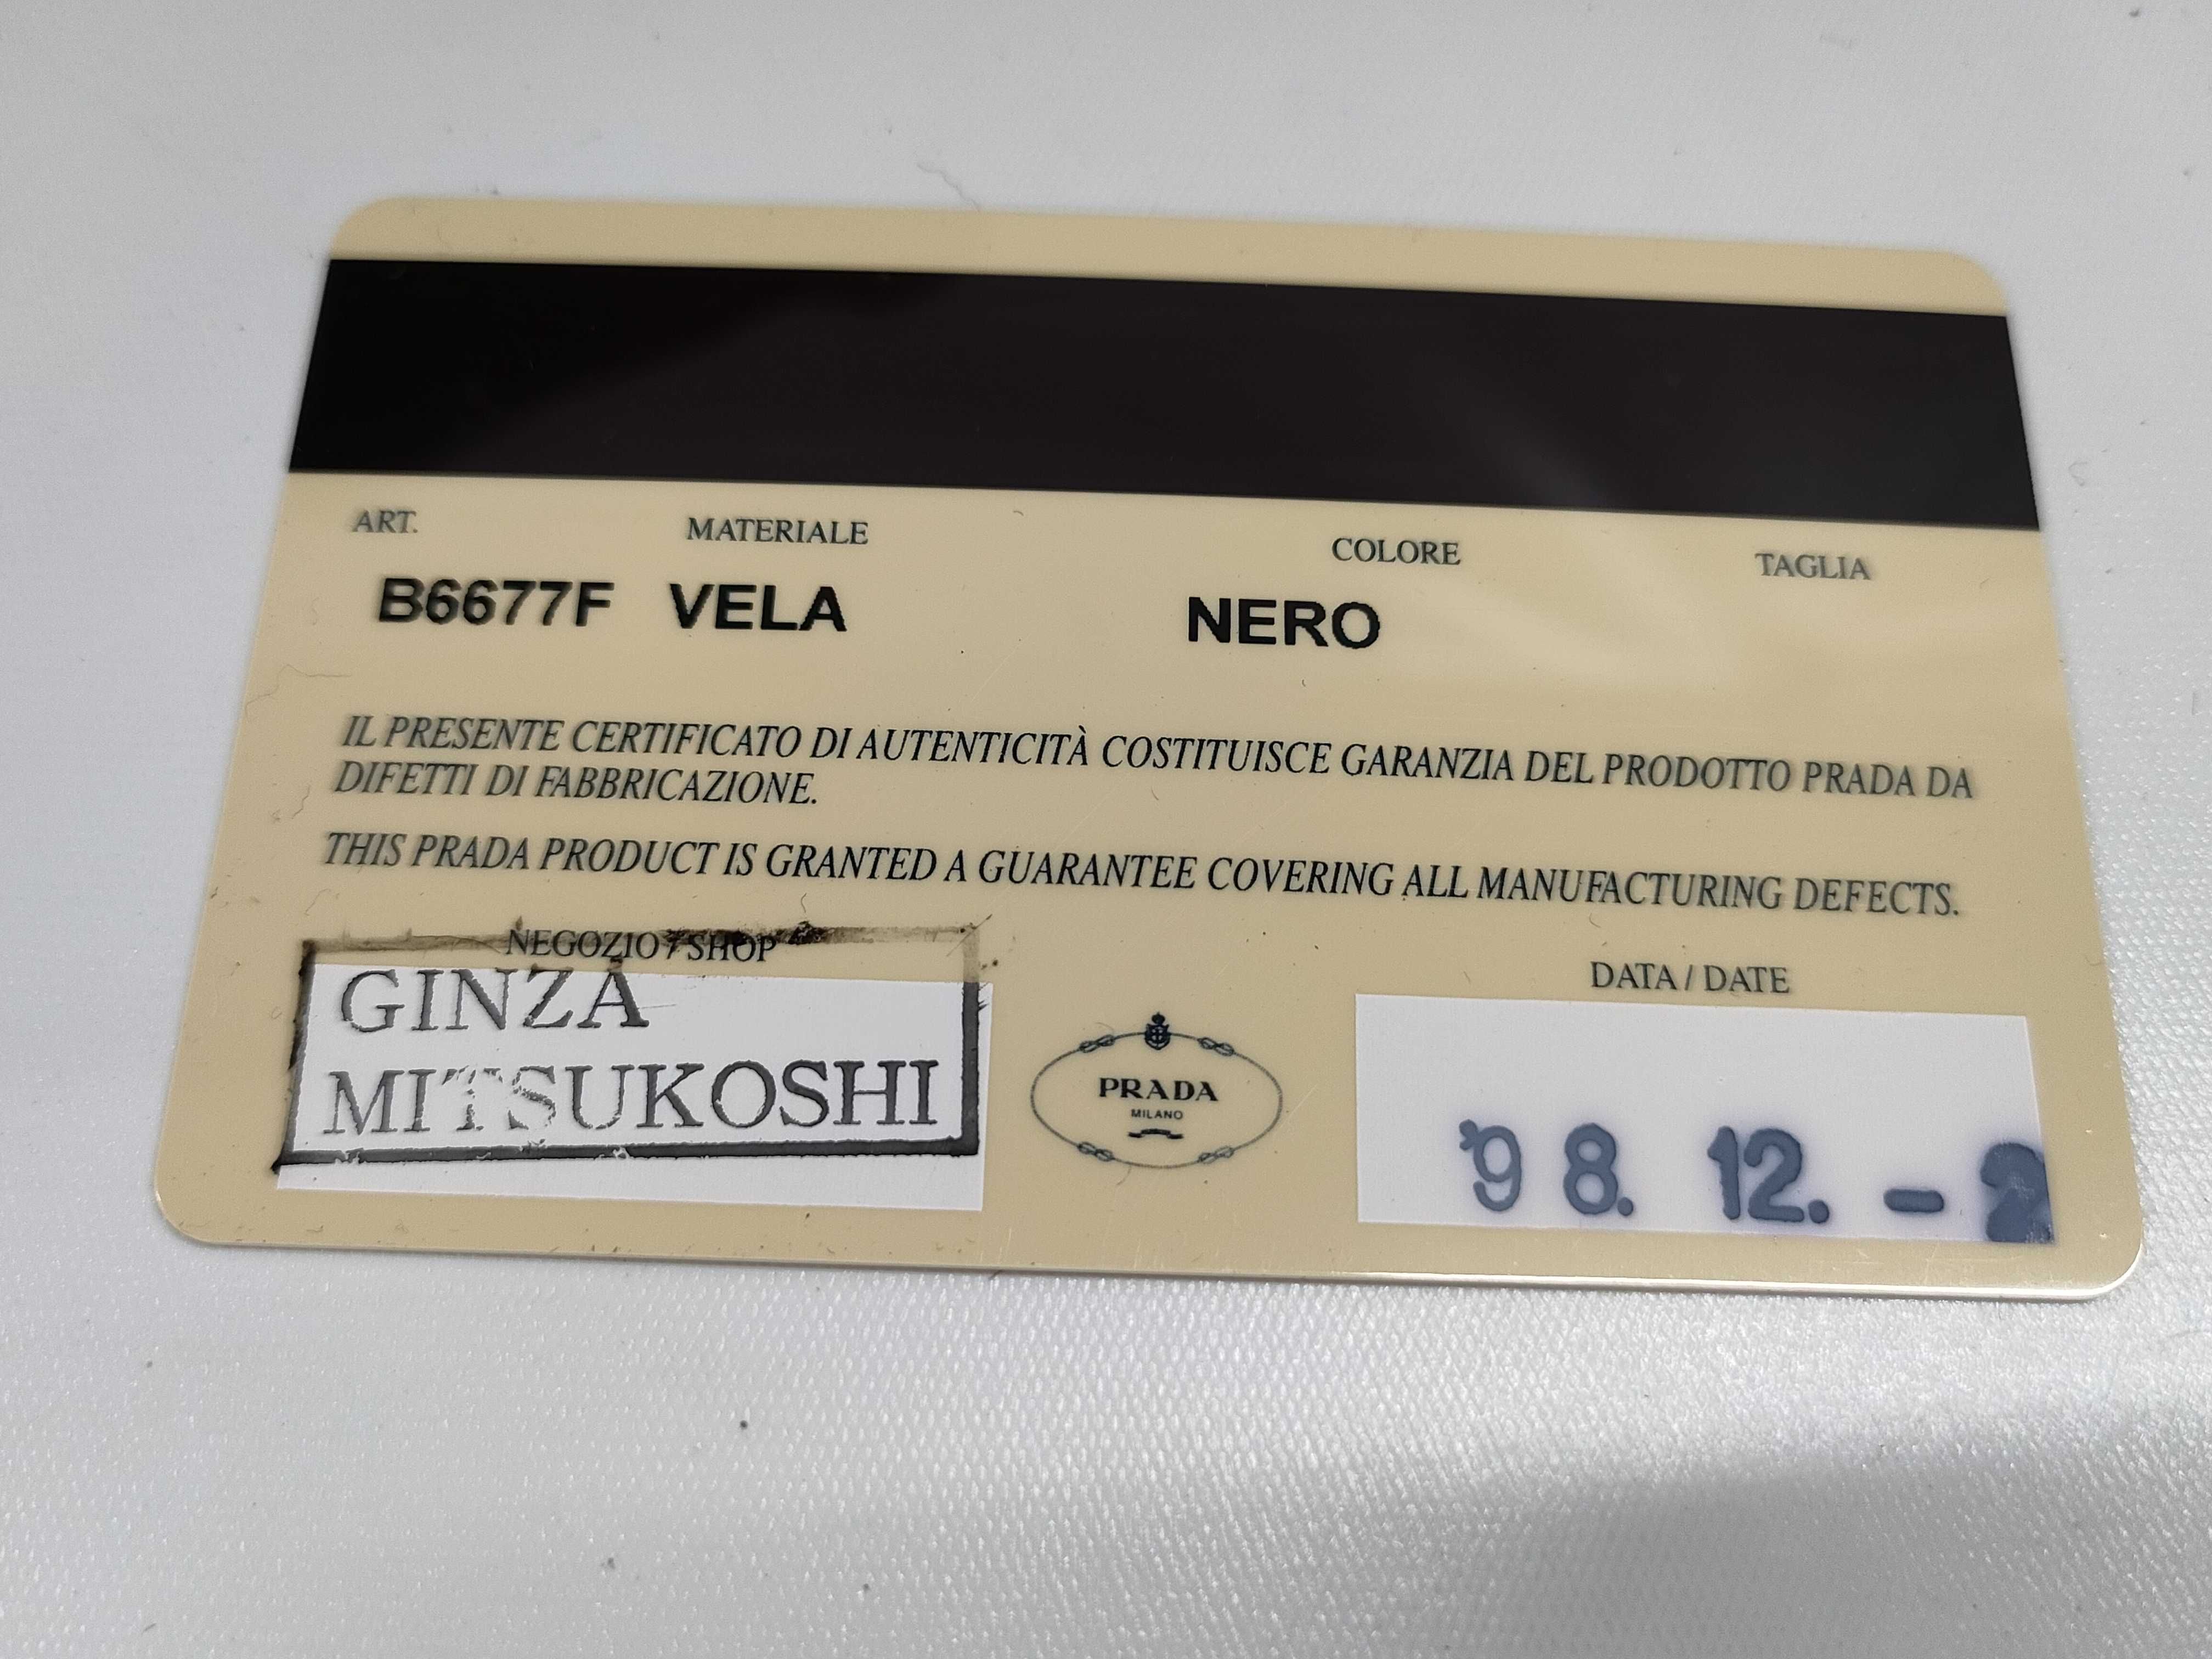 ART. MATERIALE COLORE TAGLIA
B6677F VELA NERO
IL PRESENTE CERTIFICATO DI AUTENTICITÀ COSTITUISCE GARANZIA DEL PRODOTTO PRADA DA
DIFETTI DI FABBRICAZIONE.
THIS PRADA PRODUCT IS GRANTED A GUARANTEE COVERING ALL MANUFACTURING DEFECTS.
NEGOZIO / SHOP
GINZA
MITSUKOSHI
PRADA
MILANO
DATA / DATE
'98. 12. - 2